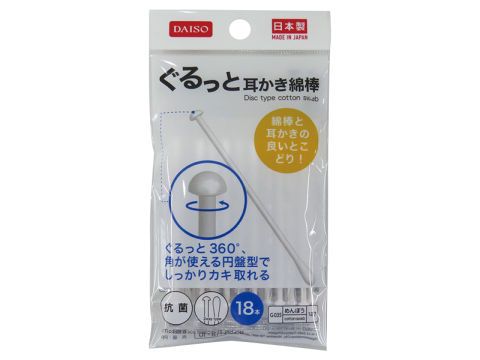 DAISO
日本製
MADE IN JAPAN
ぐるっと耳かき綿棒
Disc type cotton swab
綿棒と
耳かきの
良いとこ
どり！
ぐるっと360°、
角が使える円盤型で
しっかりカキ取れる
抗菌
18本
G035
めんぼう